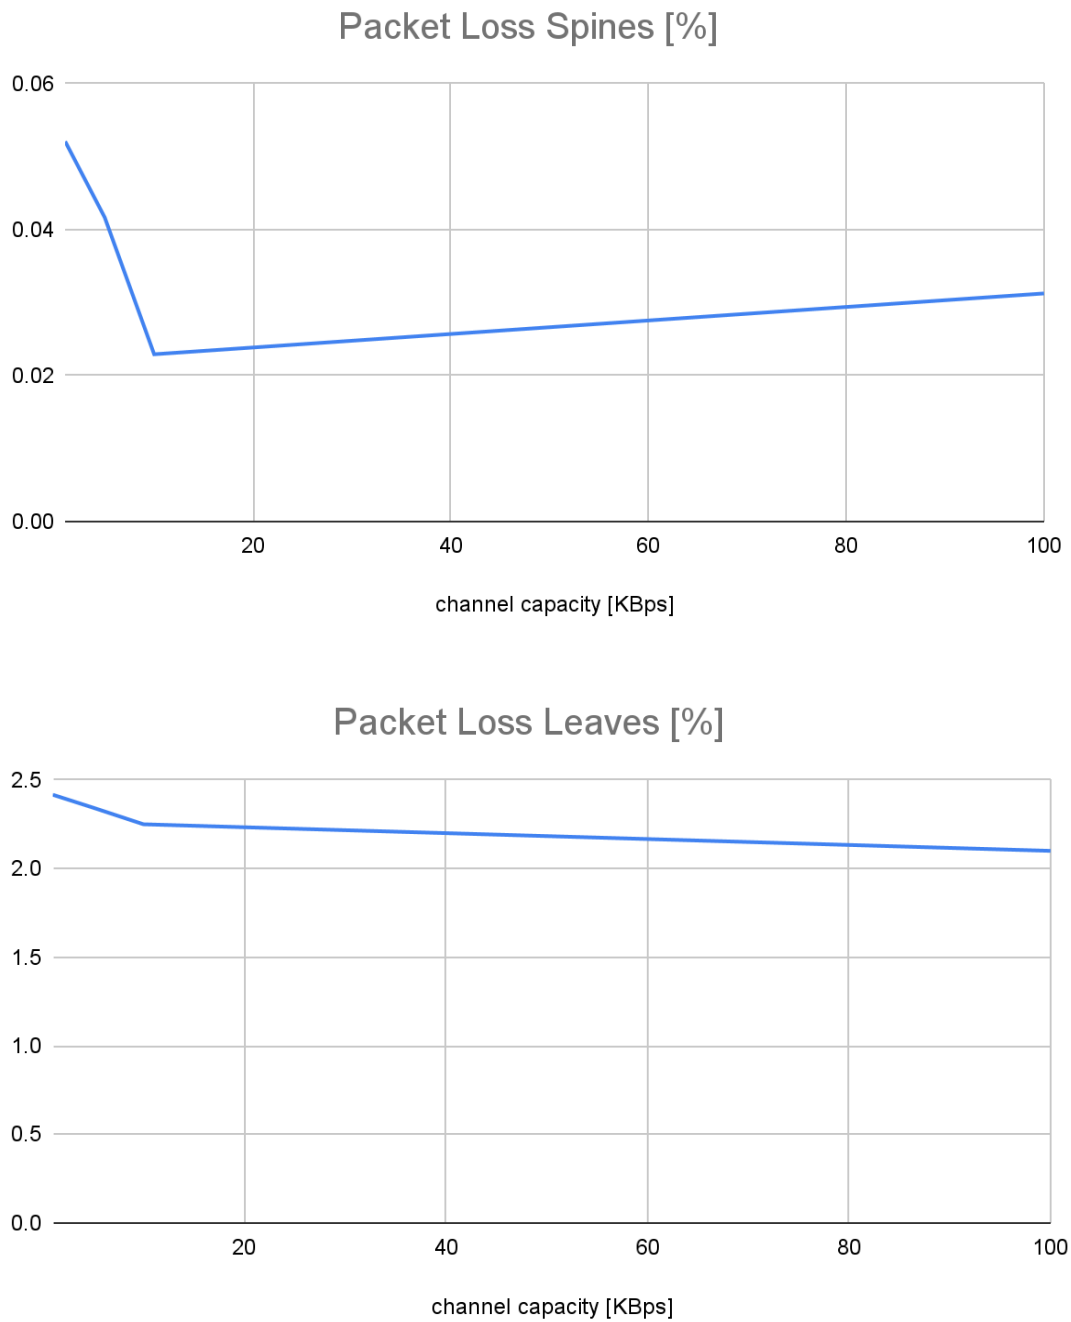 Packet Loss Spines [%]
0.06
0.04
0.02
0.00
20 40 60 80 100
channel capacity [KBps]
Packet Loss Leaves [%]
2.5
2.0
1.5
1.0
0.5
0.0
20 40 60 80 100
channel capacity [KBps]